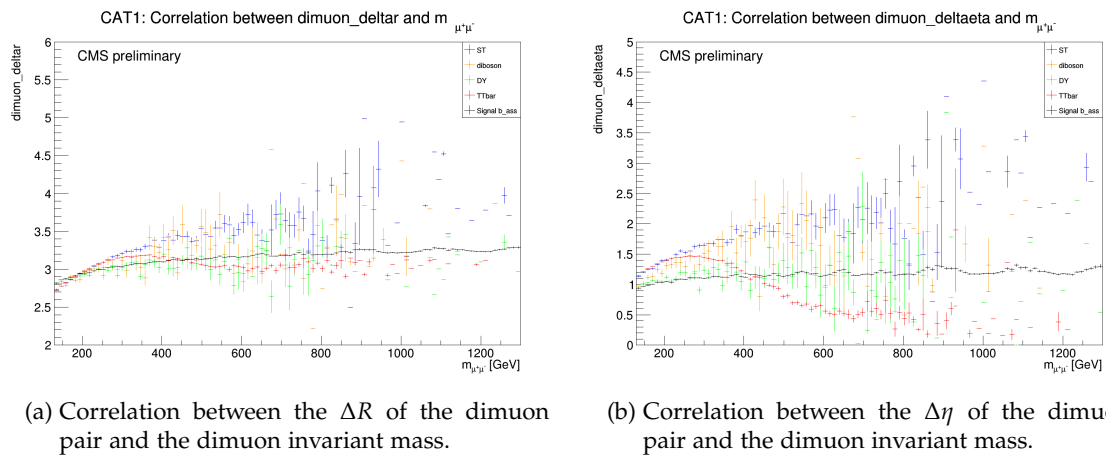 CAT1: Correlation between dimuon_deltar and m
μ⁺μ⁻
dimuon_deltar
CMS preliminary
ST
diboson
DY
TTbar
Signal b_ass
6
5.5
5
4.5
4
3.5
3
2.5
2
200 400 600 800 1000 1200
m μ⁺μ⁻ [GeV]
(a) Correlation between the ΔR of the dimuon
pair and the dimuon invariant mass.
CAT1: Correlation between dimuon_deltaeta and m
μ⁺μ⁻
dimuon_deltaeta
CMS preliminary
ST
diboson
DY
TTbar
Signal b_ass
5
4.5
4
3.5
3
2.5
2
1.5
1
0.5
0
200 400 600 800 1000 1200
m μ⁺μ⁻ [GeV]
(b) Correlation between the Δη of the dimu
pair and the dimuon invariant mass.